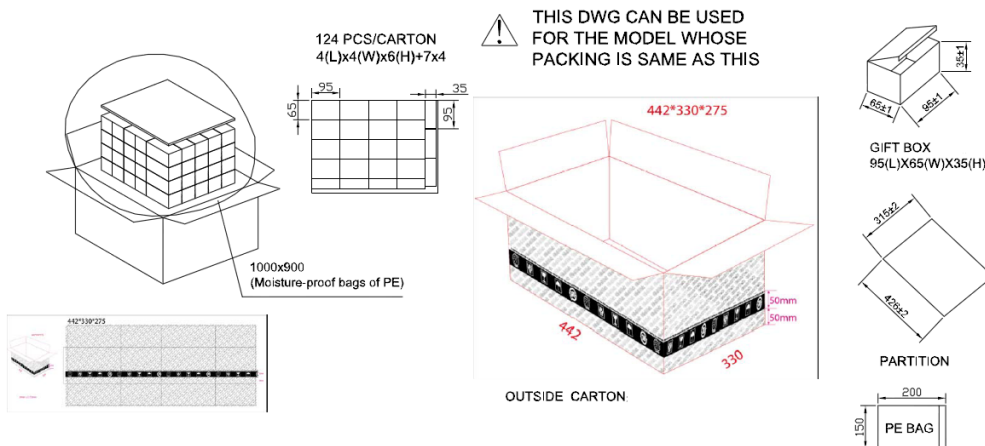 124 PCS/CARTON
4(L)x4(W)x6(H)+7x4
95
35
65
95
1000x900
(Moisture-proof bags of PE)
442*330*275
THIS DWG CAN BE USED
FOR THE MODEL WHOSE
PACKING IS SAME AS THIS
442*330*275
50mm
50mm
442
330
OUTSIDE CARTON
35±1
65±1
95±1
GIFT BOX
95(L)X65(W)X35(H)
315±2
426±2
PARTITION
200
150
PE BAG